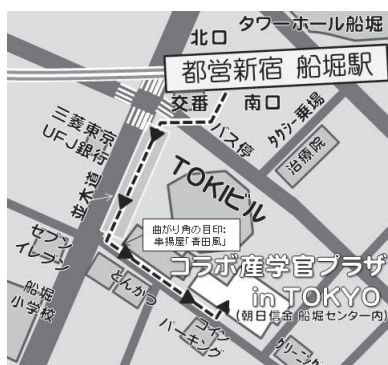 タワーホール船堀
北口
都営新宿 船堀駅
交番
南口
バス停
タクシー乗場
治療院
三菱東京
UFJ銀行
並木道
TOKIビル
曲がり角の目印:
串揚屋「香田風」
セブン
イレブン
船堀
小学校
とんかつ
コラボ産学官プラザ
in TOKYO
(朝日信金 船堀センター内)
コイン
パーキング
クリーニング